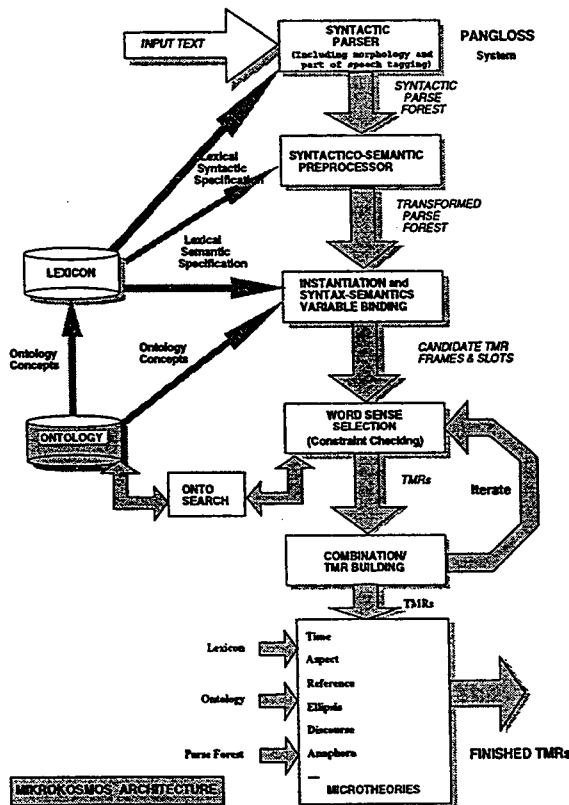 INPUT TEXT
SYNTACTIC
PARSER
(Including morphology and
part of speech tagging)
PANGLOSS
System
SYNTACTIC
PARSE
FOREST
Lexical
Syntactic
Specification
SYNTACTICO-SEMANTIC
PREPROCESSOR
TRANSFORMED
PARSE
FOREST
Lexical
Semantic
Specification
LEXICON
INSTANTIATION and
SYNTAX-SEMANTICS
VARIABLE BINDING
Ontology
Concepts
Ontology
Concepts
CANDIDATE TMR
FRAMES & SLOTS
ONTOLOGY
WORD SENSE
SELECTION
(Constraint Checking)
ONTO
SEARCH
TMRs
Iterate
COMBINATION/
TMR BUILDING
TMRs
Lexicon
Ontology
Parse Forest
Time
Aspect
Reference
Ellipsis
Discourse
Anaphora
—
MICROTHEORIES
FINISHED TMRs
MIKROKOSMOS ARCHITECTURE